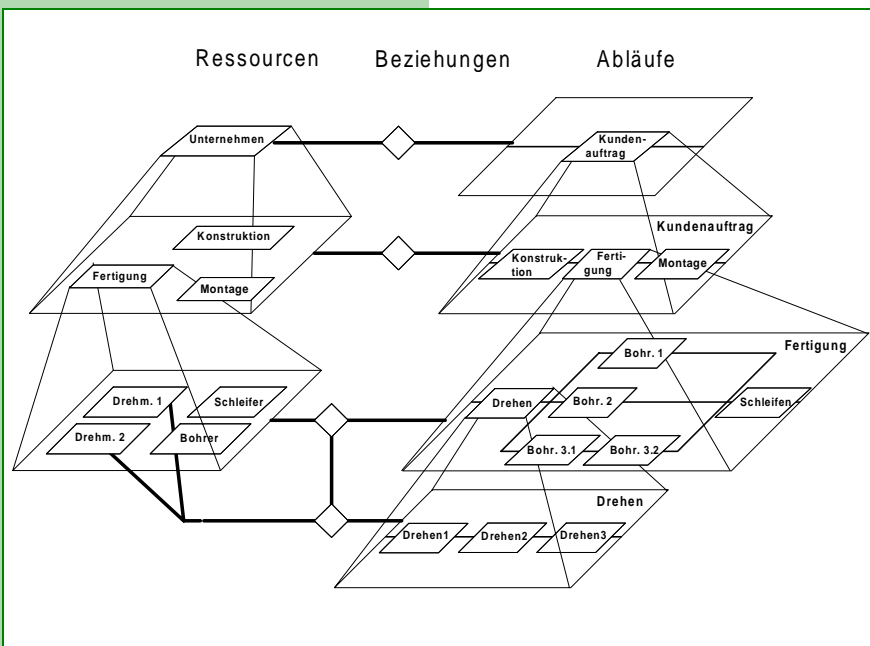 Ressourcen
Beziehungen
Abläufe
Unternehmen
Kunden-
auftrag
Kundenauftrag
Konstruktion
Konstruk-
tion
Ferti-
gung
Montage
Fertigung
Montage
Fertigung
Bohr. 1
Drehm. 1
Schleifer
Drehen
Bohr. 2
Schleifen
Drehm. 2
Bohrer
Bohr. 3.1
Bohr. 3.2
Drehen
Drehen1
Drehen2
Drehen3